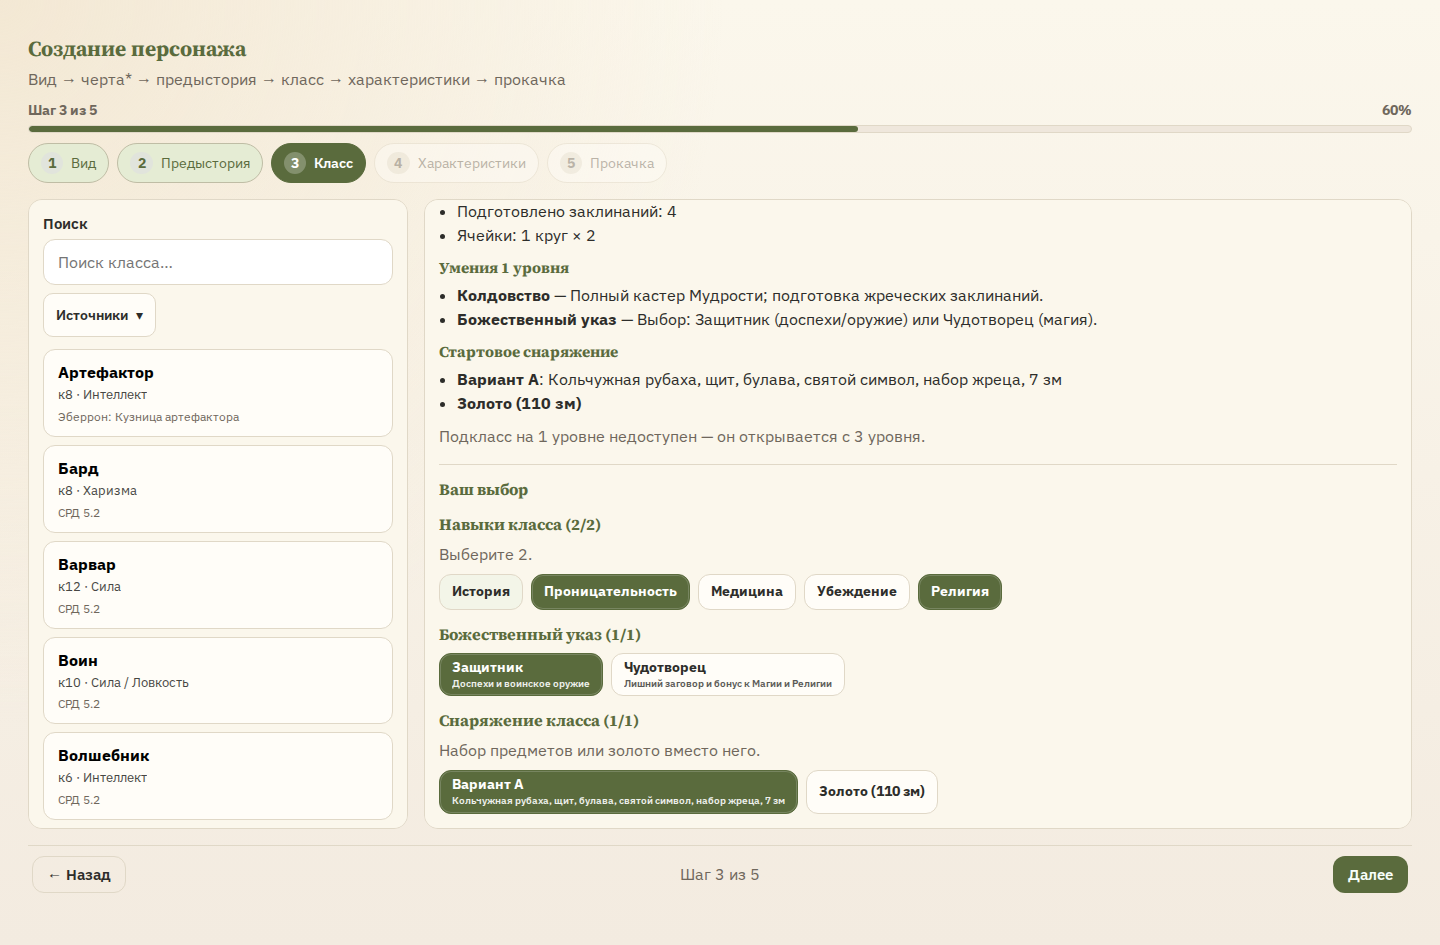 Создание персонажа
Вид → черта* → предыстория → класс → характеристики → прокачка
Шаг 3 из 5
60%
1 Вид
2 Предыстория
3 Класс
4 Характеристики
5 Прокачка
Поиск
Поиск класса...
Источники ▾
Артефактор
к8 · Интеллект
Эберрон: Кузница артефактора
Бард
к8 · Харизма
СРД 5.2
Варвар
к12 · Сила
СРД 5.2
Воин
к10 · Сила / Ловкость
СРД 5.2
Волшебник
к6 · Интеллект
СРД 5.2
• Подготовлено заклинаний: 4
• Ячейки: 1 круг × 2
Умения 1 уровня
• Колдовство — Полный кастер Мудрости; подготовка жреческих заклинаний.
• Божественный указ — Выбор: Защитник (доспехи/оружие) или Чудотворец (магия).
Стартовое снаряжение
• Вариант А: Кольчужная рубаха, щит, булава, святой символ, набор жреца, 7 зм
• Золото (110 зм)
Подкласс на 1 уровне недоступен — он открывается с 3 уровня.
Ваш выбор
Навыки класса (2/2)
Выберите 2.
История
Проницательность
Медицина
Убеждение
Религия
Божественный указ (1/1)
Защитник
Доспехи и воинское оружие
Чудотворец
Лишний заговор и бонус к Магии и Религии
Снаряжение класса (1/1)
Набор предметов или золото вместо него.
Вариант А
Кольчужная рубаха, щит, булава, святой символ, набор жреца, 7 зм
Золото (110 зм)
← Назад
Шаг 3 из 5
Далее